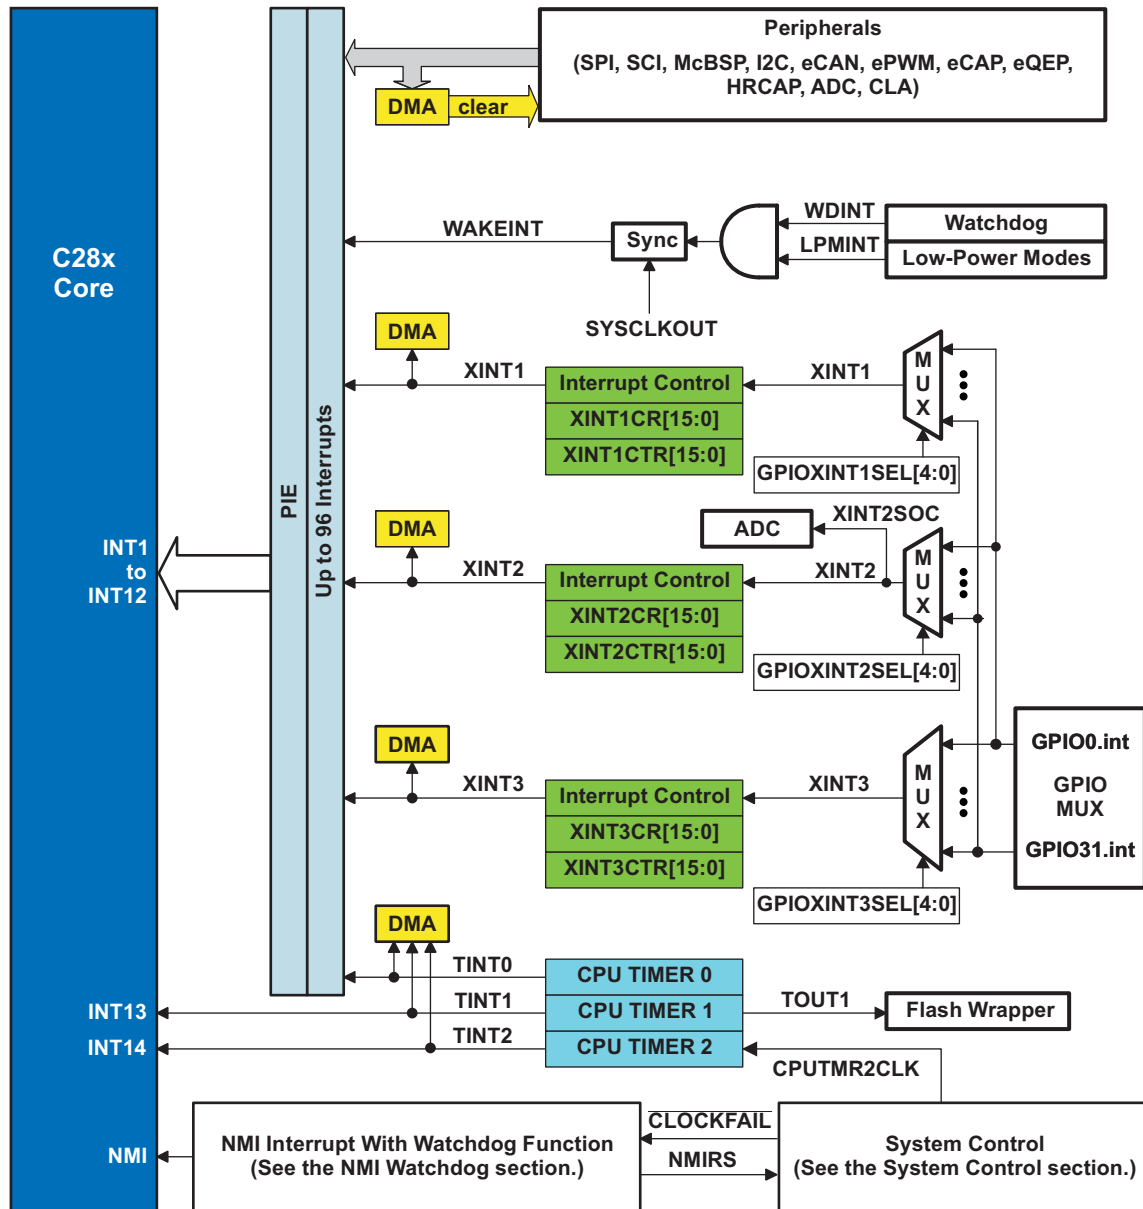 Peripherals
(SPI, SCI, McBSP, I2C, eCAN, ePWM, eCAP, eQEP,
HRCAP, ADC, CLA)
DMA
clear
C28x
Core
WAKEINT
Sync
WDINT
LPMINT
Watchdog
Low-Power Modes
SYSCLKOUT
DMA
XINT1
Interrupt Control
XINT1CR[15:0]
XINT1CTR[15:0]
XINT1
MUX
GPIOXINT1SEL[4:0]
PIE
Up to 96 Interrupts
INT1
to
INT12
DMA
XINT2
Interrupt Control
XINT2CR[15:0]
XINT2CTR[15:0]
ADC
XINT2SOC
XINT2
MUX
GPIOXINT2SEL[4:0]
DMA
XINT3
Interrupt Control
XINT3CR[15:0]
XINT3CTR[15:0]
XINT3
MUX
GPIOXINT3SEL[4:0]
GPIO0.int
GPIO
MUX
GPIO31.int
DMA
TINT0
CPU TIMER 0
INT13
TINT1
CPU TIMER 1
TOUT1
Flash Wrapper
INT14
TINT2
CPU TIMER 2
CPUTMR2CLK
NMI
NMI Interrupt With Watchdog Function
(See the NMI Watchdog section.)
CLOCKFAIL
NMIRS
System Control
(See the System Control section.)